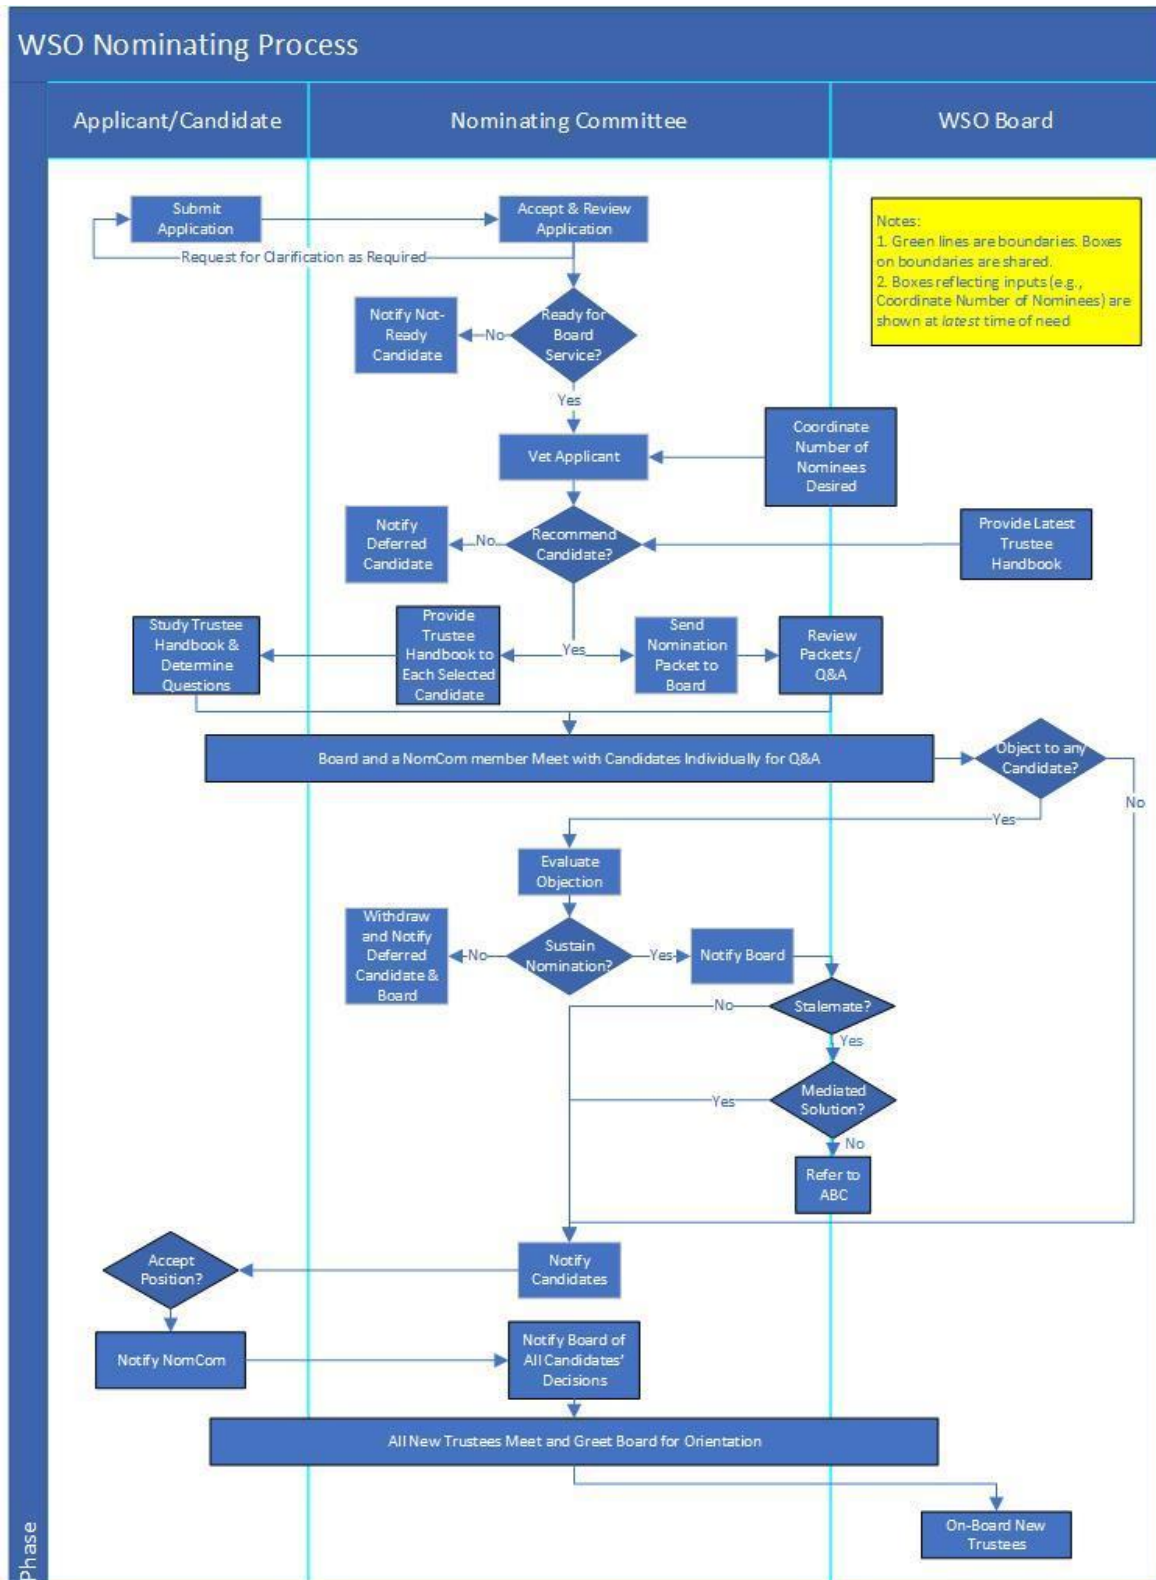 WSO Nominating Process
Applicant/Candidate
Nominating Committee
WSO Board
Submit
Application
Accept & Review
Application
Request for Clarification as Required
Notes:
1. Green lines are boundaries. Boxes
on boundaries are shared.
2. Boxes reflecting inputs (e.g.,
Coordinate Number of Nominees) are
shown at latest time of need
Notify Not-
Ready
Candidate
No
Ready for
Board
Service?
Yes
Vet Applicant
Coordinate
Number of
Nominees
Desired
Notify
Deferred
Candidate
No
Recommend
Candidate?
Provide Latest
Trustee
Handbook
Study Trustee
Handbook &
Determine
Questions
Provide
Trustee
Handbook to
Each Selected
Candidate
Yes
Send
Nomination
Packet to
Board
Review
Packets /
Q&A
Board and a NomCom member Meet with Candidates Individually for Q&A
Object to any
Candidate?
No
Yes
Evaluate
Objection
Withdraw
and Notify
Deferred
Candidate &
Board
No
Sustain
Nomination?
Yes
Notify Board
No
Stalemate?
Yes
Yes
Mediated
Solution?
No
Refer to
ABC
Accept
Position?
Notify
Candidates
Notify NomCom
Notify Board of
All Candidates'
Decisions
All New Trustees Meet and Greet Board for Orientation
On-Board New
Trustees
Phase